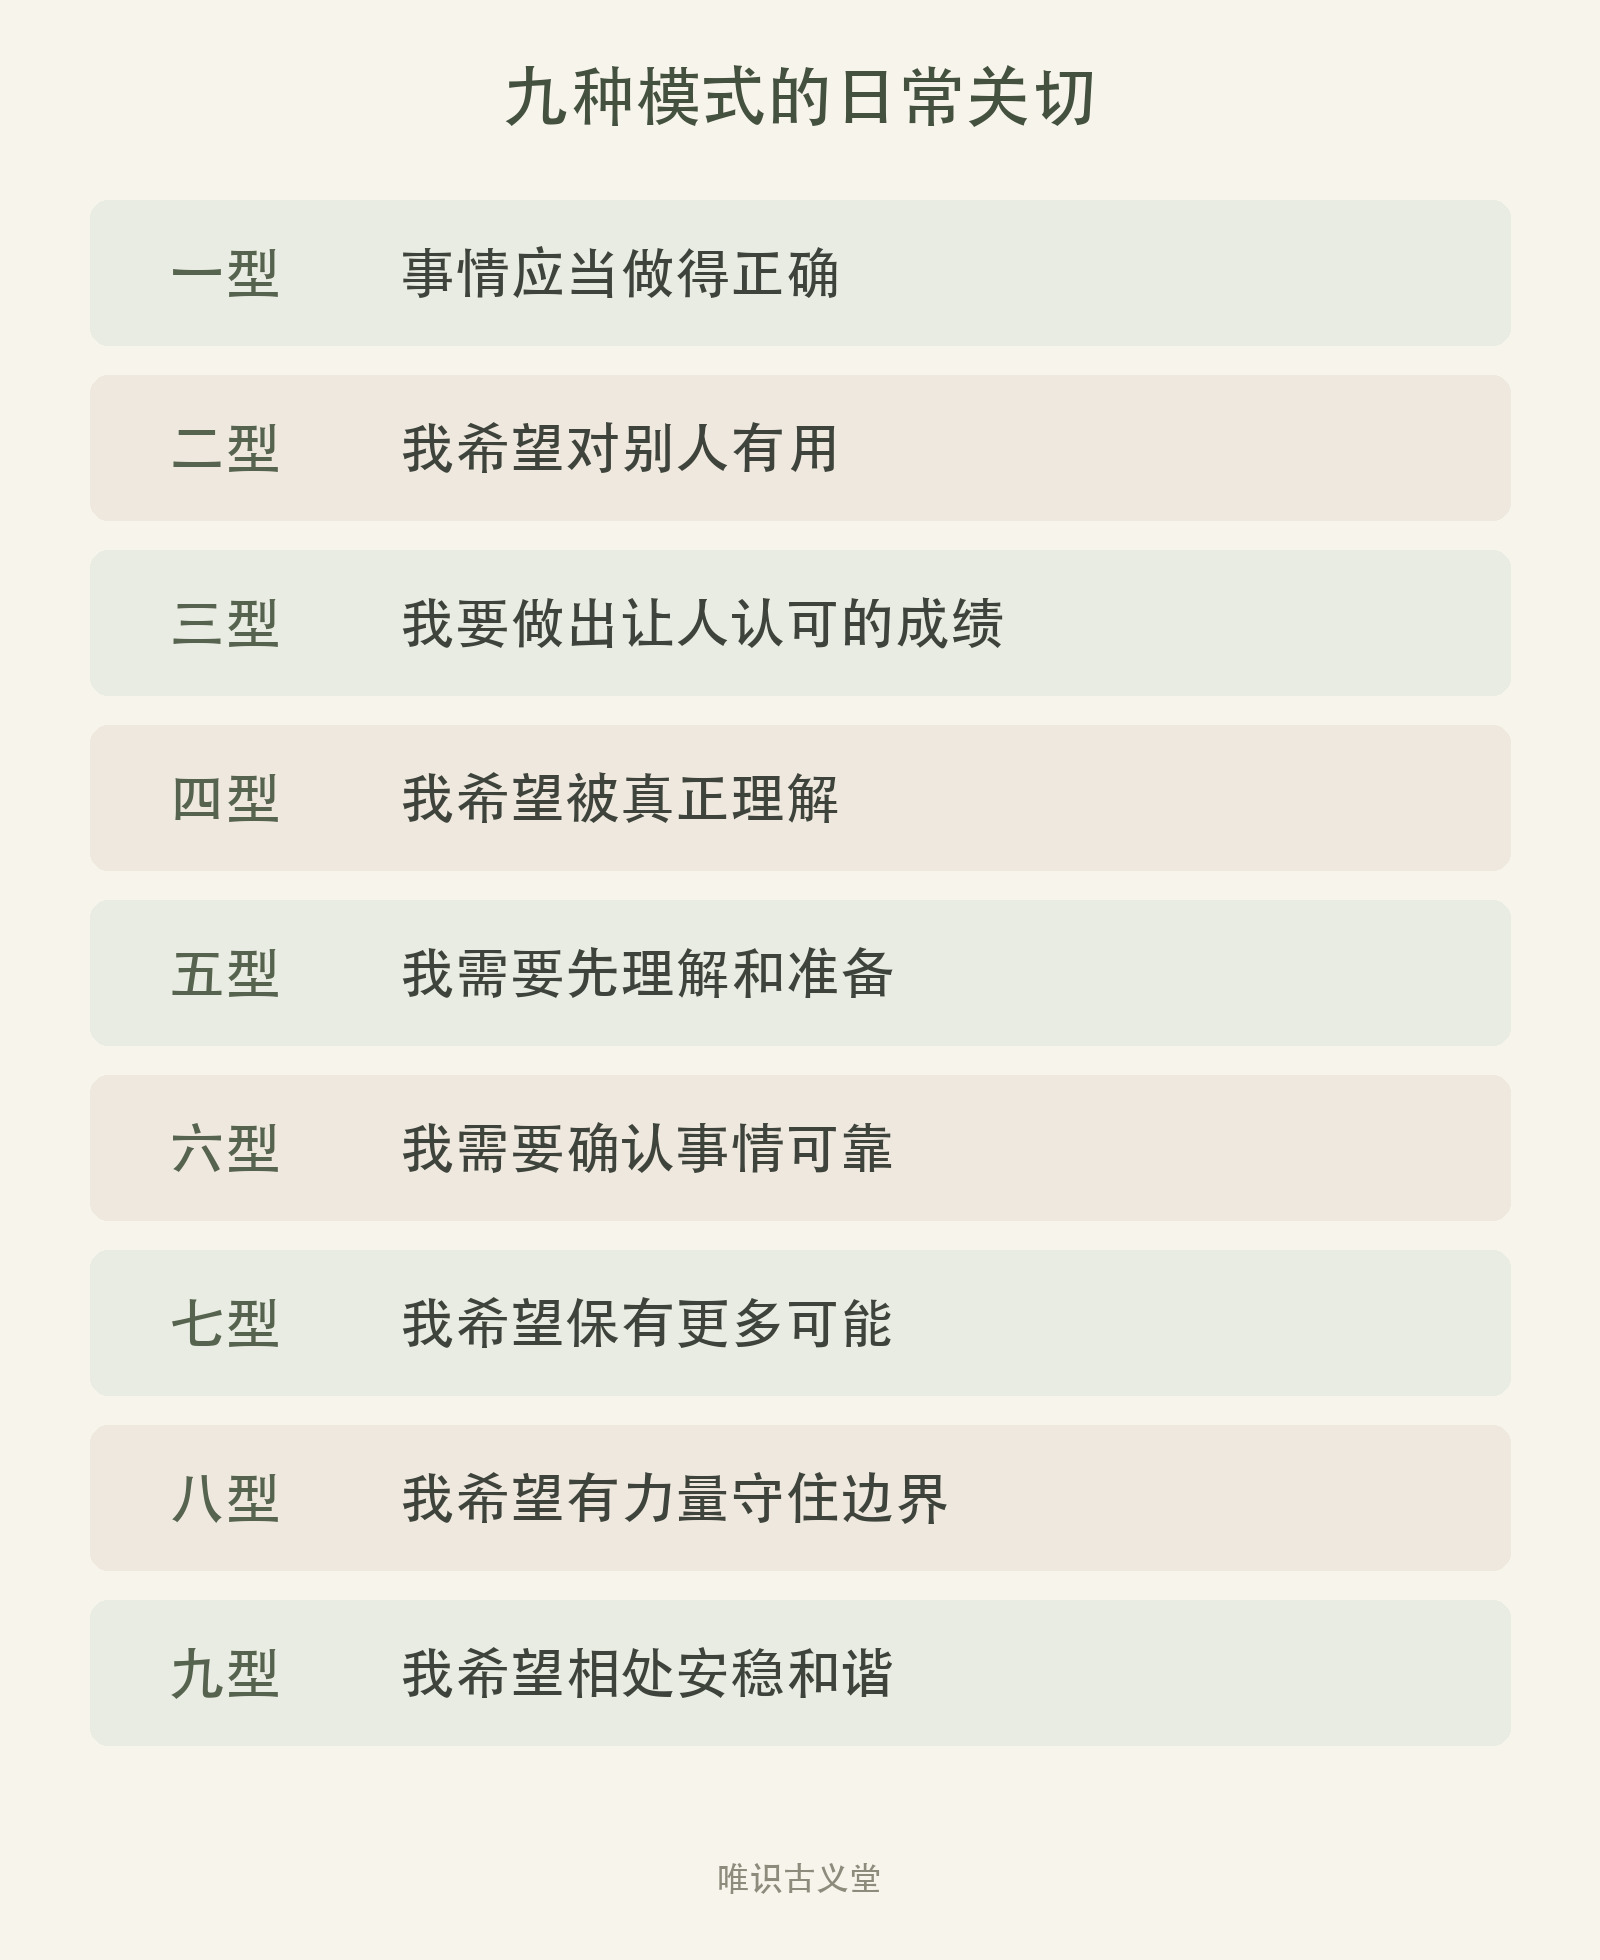 九种模式的日常关切
一型 事情应当做得正确
二型 我希望对别人有用
三型 我要做出让人认可的成绩
四型 我希望被真正理解
五型 我需要先理解和准备
六型 我需要确认事情可靠
七型 我希望保有更多可能
八型 我希望有力量守住边界
九型 我希望相处安稳和谐
唯识古义堂